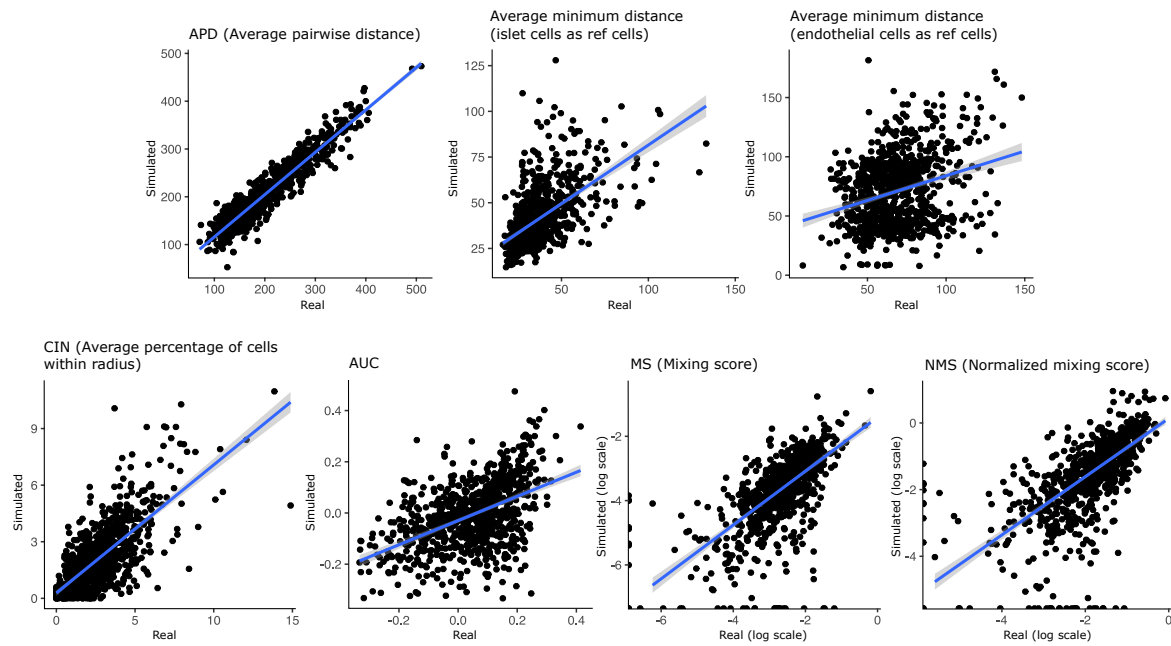 APD (Average pairwise distance)
500
400
300
200
100
Simulated
100 200 300 400 500
Real
Average minimum distance
(islet cells as ref cells)
125
100
75
50
25
Simulated
50 100 150
Real
Average minimum distance
(endothelial cells as ref cells)
150
100
50
0
Simulated
50 100 150
Real
CIN (Average percentage of cells
within radius)
9
6
3
0
Simulated
0 5 10 15
Real
AUC
0.4
0.2
0.0
-0.2
Simulated
-0.2 0.0 0.2 0.4
Real
MS (Mixing score)
-2
-4
-6
Simulated (log scale)
-6 -4 -2 0
Real (log scale)
NMS (Normalized mixing score)
0
-2
-4
Simulated (log scale)
-4 -2 0
Real (log scale)